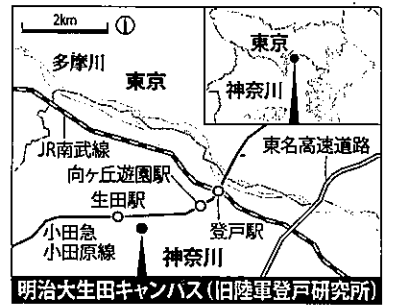 2km
多摩川
東京
東京
神奈川
JR南武線
東名高速道路
向ヶ丘遊園駅
生田駅
登戸駅
小田急
小田原線
神奈川
明治大生田キャンパス(旧陸軍登戸研究所)